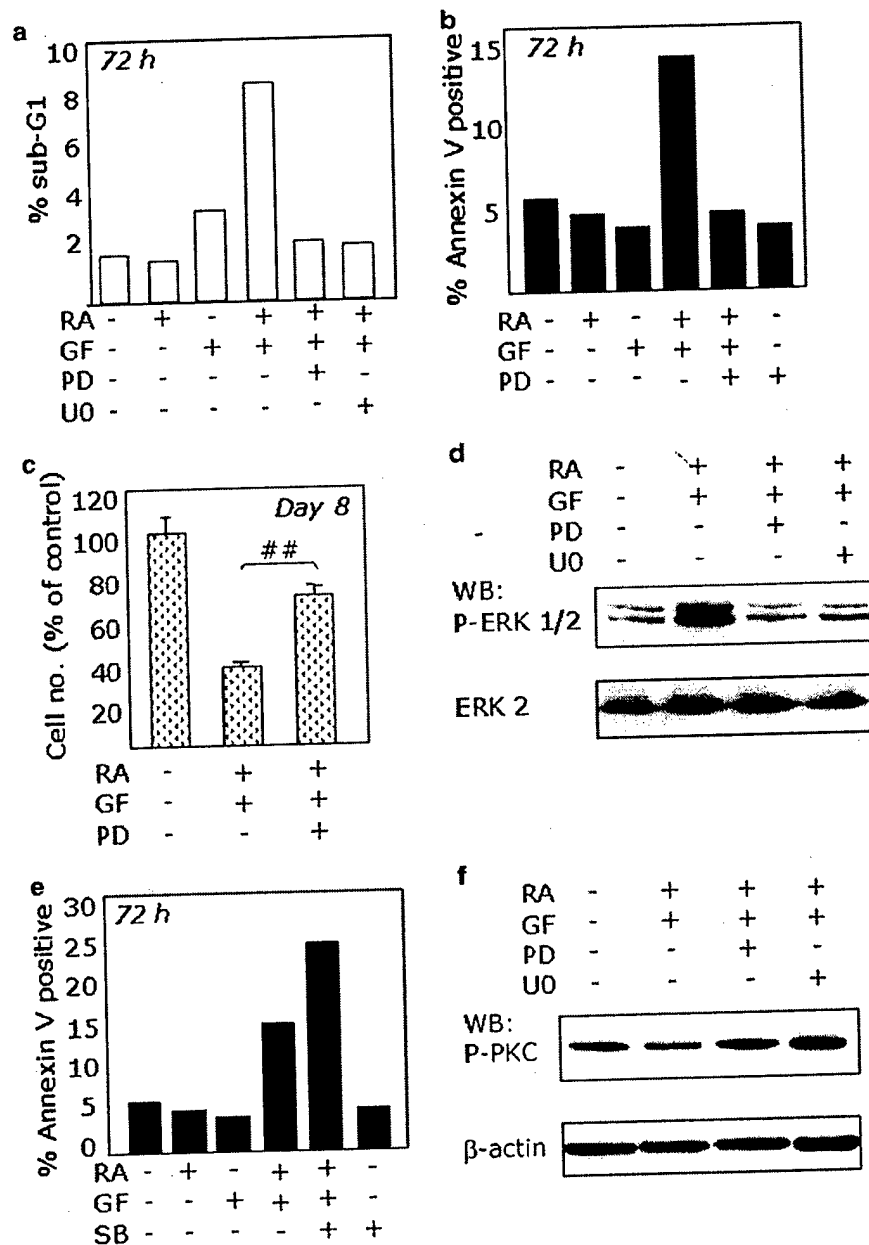 a
10
8
6
4
2
72 h
% sub-G1
RA - + - + + +
GF - - + + + +
PD - - - - + -
U0 - - - - - +
b
15
10
5
72 h
% Annexin V positive
RA - + - + + -
GF - - + + + -
PD - - - - + +
c
120
100
80
60
40
20
Day 8
##
Cell no. (% of control)
RA - + +
GF - + +
PD - - +
d
RA - + + +
GF - + + +
PD - - + -
U0 - - - +
-
WB:
P-ERK 1/2
ERK 2
e
30
25
20
15
10
5
0
72 h
% Annexin V positive
RA - + - + + -
GF - - + + + -
SB - - - - + +
f
RA - + + +
GF - + + +
PD - - + -
U0 - - - +
WB:
P-PKC
β-actin